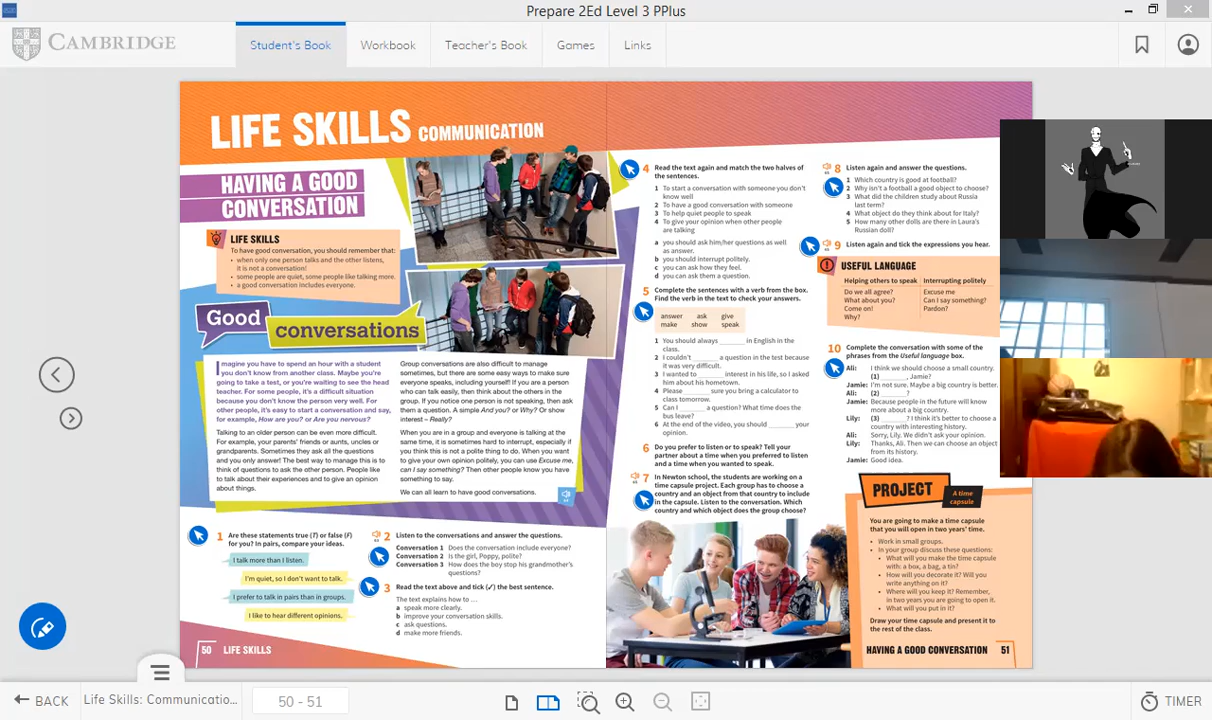 Prepare 2Ed Level 3 PPlus
CAMBRIDGE
Student's Book
Workbook
Teacher's Book
Games
Links
LIFE SKILLS COMMUNICATION
HAVING A GOOD
CONVERSATION
LIFE SKILLS
To have good conversation, you should remember that:
• when only one person talks and the other listens,
it is not a conversation!
• some people are quiet, some people like talking more.
• a good conversation includes everyone.
Good
conversations
Imagine you have to spend an hour with a student
you don't know from another class. Maybe you're
going to take a test, or you're waiting to see the head
teacher. For some people, it's a difficult situation
because you don't know the person very well. For
other people, it's easy to start a conversation and say,
for example, How are you? or Are you nervous?
Talking to an older person can be even more difficult.
For example, your parents' friends or aunts, uncles or
grandparents. Sometimes they ask all the questions
and you only answer! The best way to manage this is to
think of questions to ask the other person. People like
to talk about their experiences and to give an opinion
about things.
Group conversations are also difficult to manage
sometimes, but there are some easy ways to make sure
everyone speaks, including yourself! If you are a person
who can talk easily, then think about the others in the
group. If you notice one person is not speaking, then ask
them a question. A simple And you? or Why? Or show
interest – Really?
When you are in a group and everyone is talking at the
same time, it is sometimes hard to interrupt, especially if
you think this is not a polite thing to do. When you want
to give your own opinion politely, you can use Excuse me,
can I say something? Then other people know you have
something to say.
We can all learn to have good conversations.
1 Are these statements true (T) or false (F)
for you? In pairs, compare your ideas.
I talk more than I listen.
I'm quiet, so I don't want to talk.
I prefer to talk in pairs than in groups.
I like to hear different opinions.
2 Listen to the conversations and answer the questions.
Conversation 1 Does the conversation include everyone?
Conversation 2 Is the girl, Poppy, polite?
Conversation 3 How does the boy stop his grandmother's
questions?
3 Read the text above and tick (✓) the best sentence.
The text explains how to …
a speak more clearly.
b improve your conversation skills.
c ask questions.
d make more friends.
50 LIFE SKILLS
4 Read the text again and match the two halves of
the sentences.
1 To start a conversation with someone you don't
know well
2 To have a good conversation with someone
3 To help quiet people to speak
4 To give your opinion when other people
are talking
a you should ask him/her questions as well
as answer.
b you should interrupt politely.
c you can ask how they feel.
d you can ask them a question.
5 Complete the sentences with a verb from the box.
Find the verb in the text to check your answers.
answer ask give
make show speak
1 You should always ______ in English in the
class.
2 I couldn't ______ a question in the test because
it was very difficult.
3 I wanted to ______ interest in his life, so I asked
him about his hometown.
4 Please ______ sure you bring a calculator to
class tomorrow.
5 Can I ______ a question? What time does the
bus leave?
6 At the end of the video, you should ______ your
opinion.
6 Do you prefer to listen or to speak? Tell your
partner about a time when you preferred to listen
and a time when you wanted to speak.
7 In Newton school, the students are working on a
time capsule project. Each group has to choose a
country and an object from that country to include
in the capsule. Listen to the conversation. Which
country and which object does the group choose?
8 Listen again and answer the questions.
1 Which country is good at football?
2 Why isn't a football a good object to choose?
3 What did the children study about Russia
last term?
4 What object do they think about for Italy?
5 How many other dolls are there in Laura's
Russian doll?
9 Listen again and tick the expressions you hear.
USEFUL LANGUAGE
Helping others to speak Interrupting politely
Do we all agree? Excuse me
What about you? Can I say something?
Come on! Pardon?
Why?
10 Complete the conversation with some of the
phrases from the Useful language box.
Ali: I think we should choose a small country.
(1) ______, Jamie?
Jamie: I'm not sure. Maybe a big country is better.
Ali: (2) ______?
Jamie: Because people in the future will know
more about a big country.
Lily: (3) ______? I think it's better to choose a
country with interesting history.
Ali: Sorry, Lily. We didn't ask your opinion.
Lily: Thanks, Ali. Then we can choose an object
from its history.
Jamie: Good idea.
PROJECT
A time
capsule
You are going to make a time capsule
that you will open in two years' time.
• Work in small groups.
• In your group discuss these questions:
• What will you make the time capsule
with: a box, a bag, a tin?
• How will you decorate it? Will you
write anything on it?
• Where will you keep it? Remember,
in two years you are going to open it.
• What will you put in it?
Draw your time capsule and present it to
the rest of the class.
HAVING A GOOD CONVERSATION 51
BACK
Life Skills: Communicatio...
50 - 51
TIMER